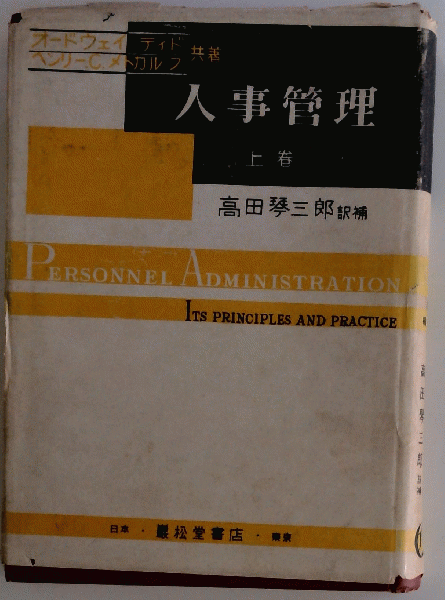 オードウェイ ティド
ヘンリー.C.メトカルフ 共著
人事管理
上巻
高田琴三郎 訳補
PERSONNEL ADMINISTRATION
ITS PRINCIPLES AND PRACTICE
日本・巖松堂書店・東京